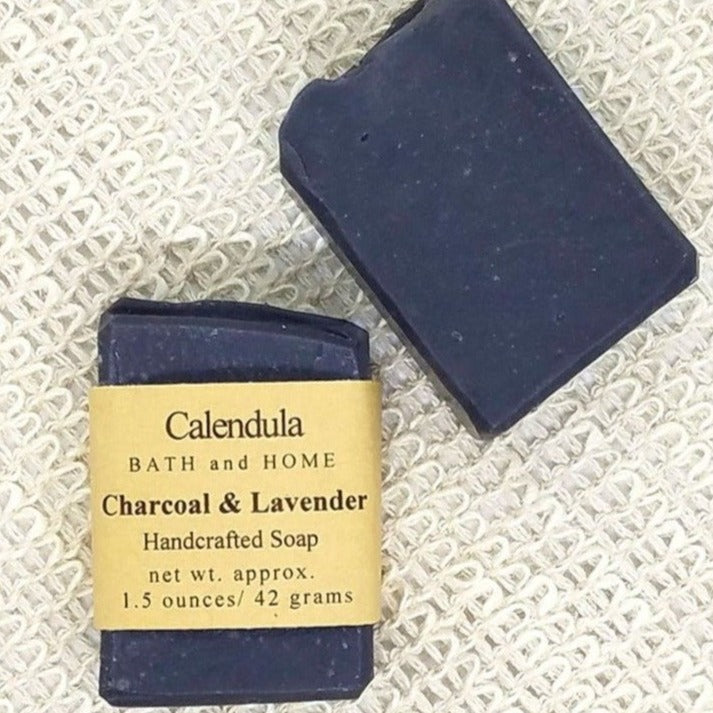 Calendula
BATH and HOME
Charcoal & Lavender
Handcrafted Soap
net wt. approx.
1.5 ounces/ 42 grams